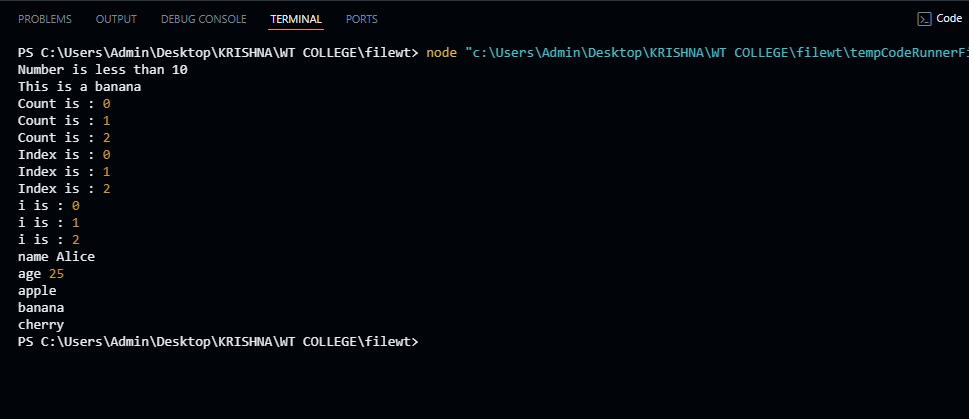 PROBLEMS OUTPUT DEBUG CONSOLE TERMINAL PORTS Code
PS C:\Users\Admin\Desktop\KRISHNA\WT COLLEGE\filewt> node "c:\Users\Admin\Desktop\KRISHNA\WT COLLEGE\filewt\tempCodeRunnerFi
Number is less than 10
This is a banana
Count is : 0
Count is : 1
Count is : 2
Index is : 0
Index is : 1
Index is : 2
i is : 0
i is : 1
i is : 2
name Alice
age 25
apple
banana
cherry
PS C:\Users\Admin\Desktop\KRISHNA\WT COLLEGE\filewt>